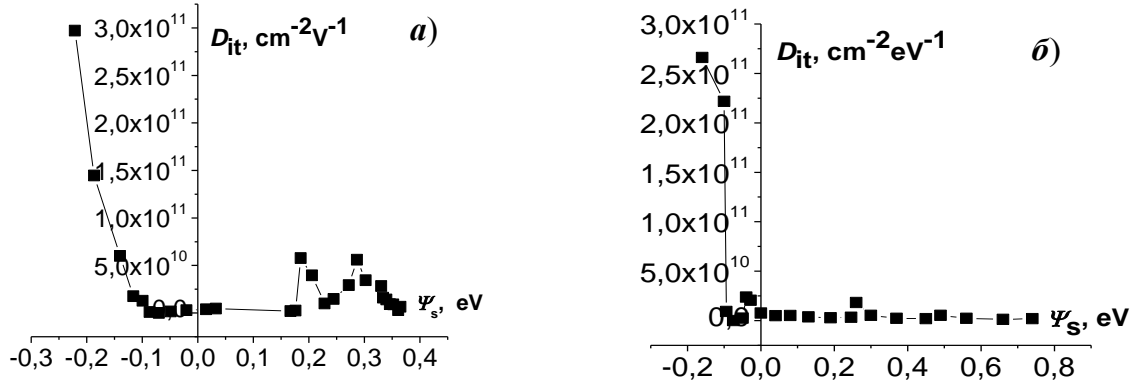 3,0x10¹¹
D_it, cm⁻²V⁻¹
а)
2,5x10¹¹
2,0x10¹¹
1,5x10¹¹
1,0x10¹¹
5,0x10¹⁰
0,0
Ψ_s, eV
-0,3 -0,2 -0,1 0,0 0,1 0,2 0,3 0,4
3,0x10¹¹
D_it, cm⁻²eV⁻¹
б)
2,5x10¹¹
2,0x10¹¹
1,5x10¹¹
1,0x10¹¹
5,0x10¹⁰
0,0
Ψ_s, eV
-0,2 0,0 0,2 0,4 0,6 0,8